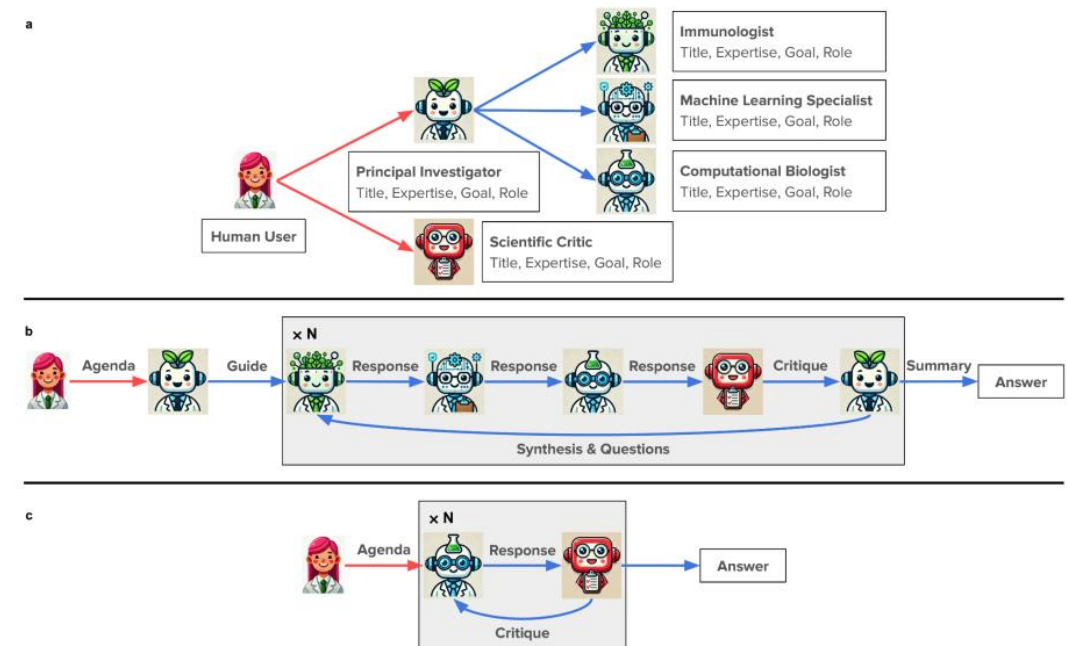 a
Immunologist
Title, Expertise, Goal, Role
Machine Learning Specialist
Title, Expertise, Goal, Role
Principal Investigator
Title, Expertise, Goal, Role
Computational Biologist
Title, Expertise, Goal, Role
Human User
Scientific Critic
Title, Expertise, Goal, Role
b
× N
Agenda
Guide
Response
Response
Response
Critique
Summary
Answer
Synthesis & Questions
c
× N
Agenda
Response
Answer
Critique